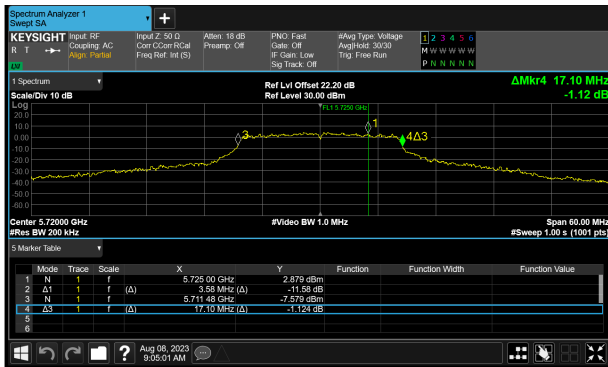 Spectrum Analyzer 1
Swept SA
+
KEYSIGHT Input: RF Input Z: 50 Ω Atten: 18 dB PNO: Fast #Avg Type: Voltage 1 2 3 4 5 6
R T Coupling: AC Corr CCorr RCal Preamp: Off Gate: Off Avg|Hold: 30/30 M W W W W W
Align: Partial Freq Ref: Int (S) IF Gain: Low Trig: Free Run
Sig Track: Off P N N N N N
1 Spectrum ΔMkr4 17.10 MHz
Ref Lvl Offset 22.20 dB
Scale/Div 10 dB Ref Level 30.00 dBm -1.12 dB
Log
FL1 5.7250 GHz
20.0
10.0
0.00
-10.0
-20.0
-30.0
-40.0
-50.0
-60.0
3
1
4Δ3
Center 5.72000 GHz #Video BW 1.0 MHz Span 60.00 MHz
#Res BW 200 kHz #Sweep 1.00 s (1001 pts)
5 Marker Table
Mode Trace Scale X Y Function Function Width Function Value
1 N 1 f 5.725 00 GHz 2.879 dBm
2 Δ1 1 f (Δ) 3.58 MHz (Δ) -11.58 dB
3 N 1 f 5.711 48 GHz -7.579 dBm
4 Δ3 1 f (Δ) 17.10 MHz (Δ) -1.124 dB
5
6
?
Aug 08, 2023
9:05:01 AM